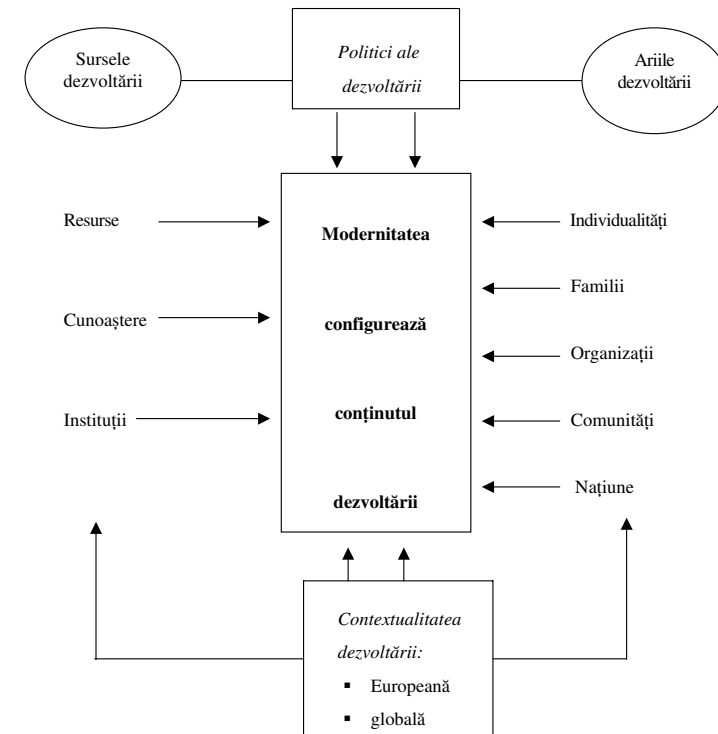 Sursele
dezvoltării
Politici ale
dezvoltării
Ariile
dezvoltării
Resurse
Cunoaștere
Instituții
Modernitatea
configurează
conținutul
dezvoltării
Individualități
Familii
Organizații
Comunități
Națiune
Contextualitatea
dezvoltării:
▪ Europeană
▪ globală